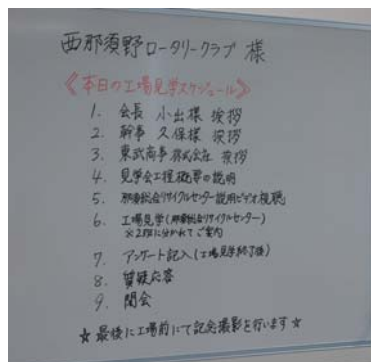 西那須野ロータリークラブ 様
《本日の工場見学スケジュール》
1. 会長 小出様 挨拶
2. 幹事 久保様 挨拶
3. 東武商事株式会社 挨拶
4. 見学会工程概要の説明
5. 那須総合リサイクルセンター説明ビデオ視聴
6. 工場見学(那須総合リサイクルセンター)
※2班に分かれてご案内
7. アンケート記入(工場見学終了後)
8. 質疑応答
9. 閉会
☆最後に工場前にて記念撮影を行います☆